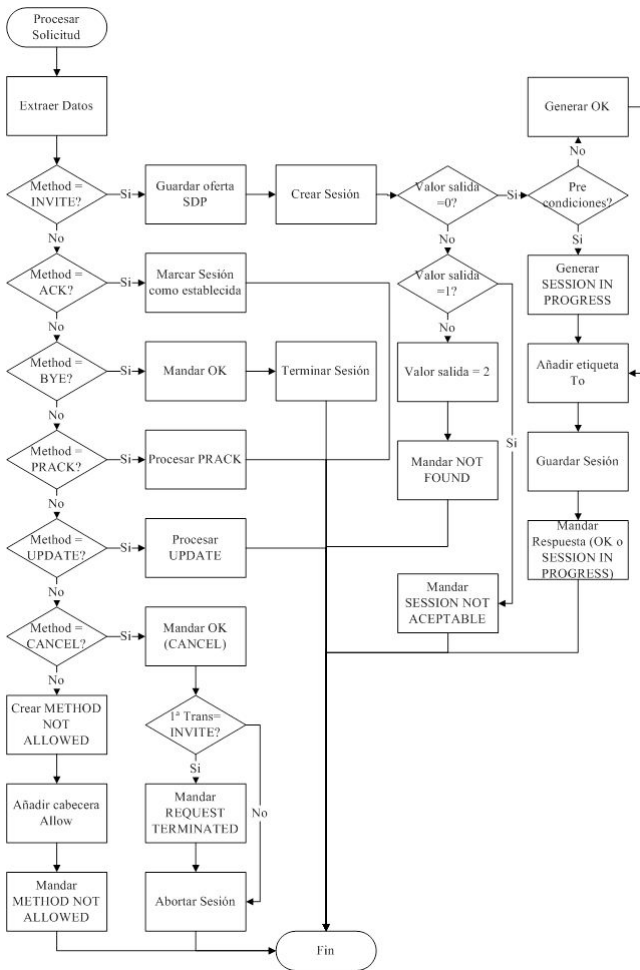 Procesar
Solicitud
Extraer Datos
Generar OK
No
Method =
INVITE?
Si
Guardar oferta
SDP
Crear Sesión
Valor salida
=0?
Si
Pre
condiciones?
No
No
Si
Method =
ACK?
Si
Marcar Sesión
como establecida
Valor salida
=1?
Generar
SESSION IN
PROGRESS
No
No
Method =
BYE?
Si
Mandar OK
Terminar Sesión
Valor salida = 2
Añadir etiqueta
To
No
Si
Method =
PRACK?
Si
Procesar PRACK
Mandar NOT
FOUND
Guardar Sesión
No
Method =
UPDATE?
Si
Procesar
UPDATE
Mandar
Respuesta (OK o
SESSION IN
PROGRESS)
No
Mandar
SESSION NOT
ACEPTABLE
Method =
CANCEL?
Si
Mandar OK
(CANCEL)
No
Crear METHOD
NOT
ALLOWED
1ª Trans=
INVITE?
Si
No
Añadir cabecera
Allow
Mandar
REQUEST
TERMINATED
Mandar
METHOD NOT
ALLOWED
Abortar Sesión
Fin